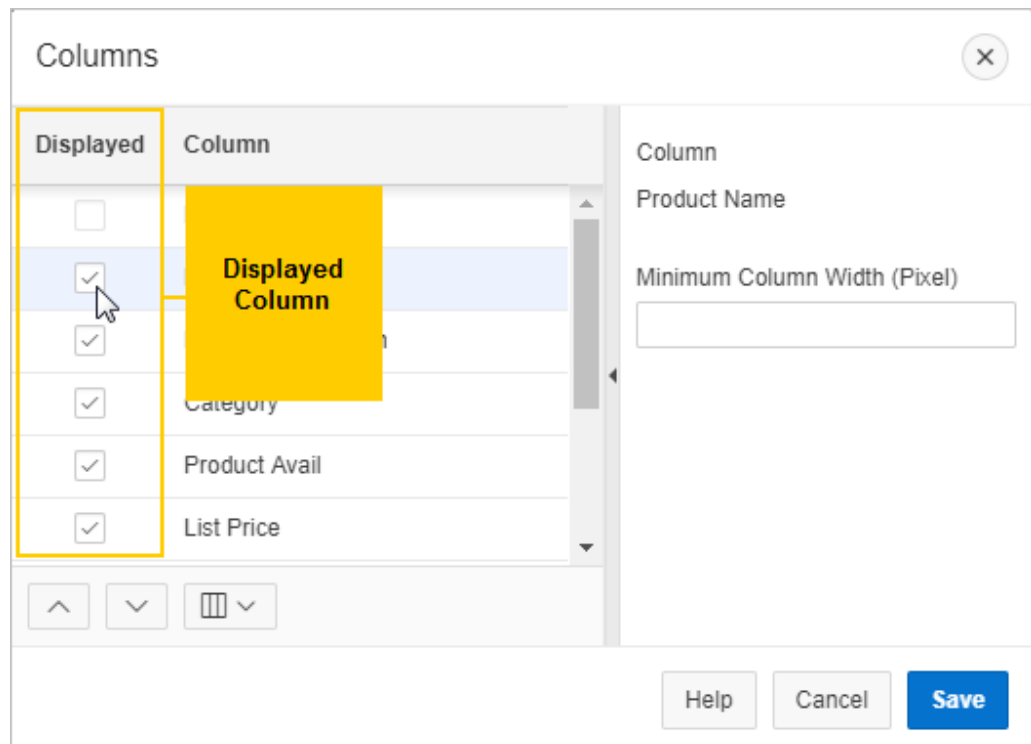 Columns
Displayed Column
Displayed
Column
Category
Product Avail
List Price
Column
Product Name
Minimum Column Width (Pixel)
Help Cancel Save